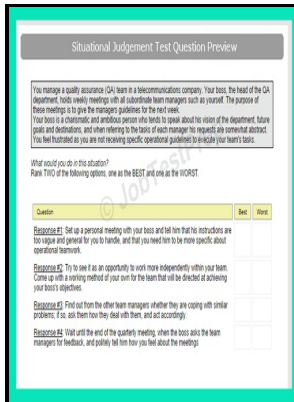 Situational Judgement Test Question Preview
You manage a quality assurance (QA) team in a telecommunications company. Your boss, the head of the QA
department, holds weekly meetings with all subordinate team managers such as yourself. The purpose of
these meetings is to give the managers guidelines for the next week.
Your boss is a charismatic and ambitious person who tends to speak about his vision of the department, future
goals and destinations, and when referring to the tasks of each manager his requests are somewhat abstract.
You feel frustrated as you are not receiving specific operational guidelines to execute your team's tasks.
What would you do in this situation?
Rank TWO of the following options, one as the BEST and one as the WORST.
Question Best Worst
Response #1: Set up a personal meeting with your boss and tell him that his instructions are
too vague and general for you to handle, and that you need him to be more specific about
operational teamwork.
Response #2: Try to see it as an opportunity to work more independently within your team.
Come up with a working method of your own for the team that will be directed at achieving
your boss's objectives.
Response #3: Find out from the other team managers whether they are coping with similar
problems; if so, ask them how they deal with them, and act accordingly.
Response #4: Wait until the end of the quarterly meeting, when the boss asks the team
managers for feedback, and politely tell him how you feel about the meetings